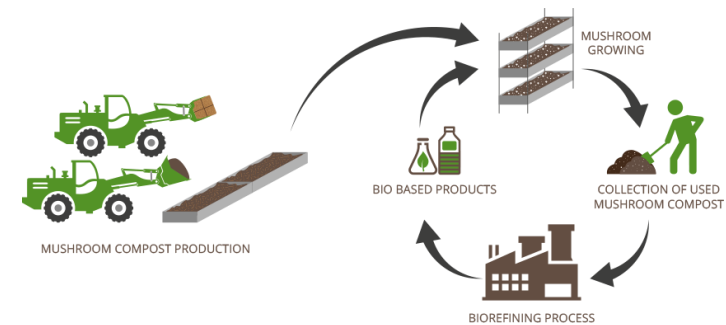 MUSHROOM
GROWING
BIO BASED PRODUCTS
COLLECTION OF USED
MUSHROOM COMPOST
MUSHROOM COMPOST PRODUCTION
BIOREFINING PROCESS